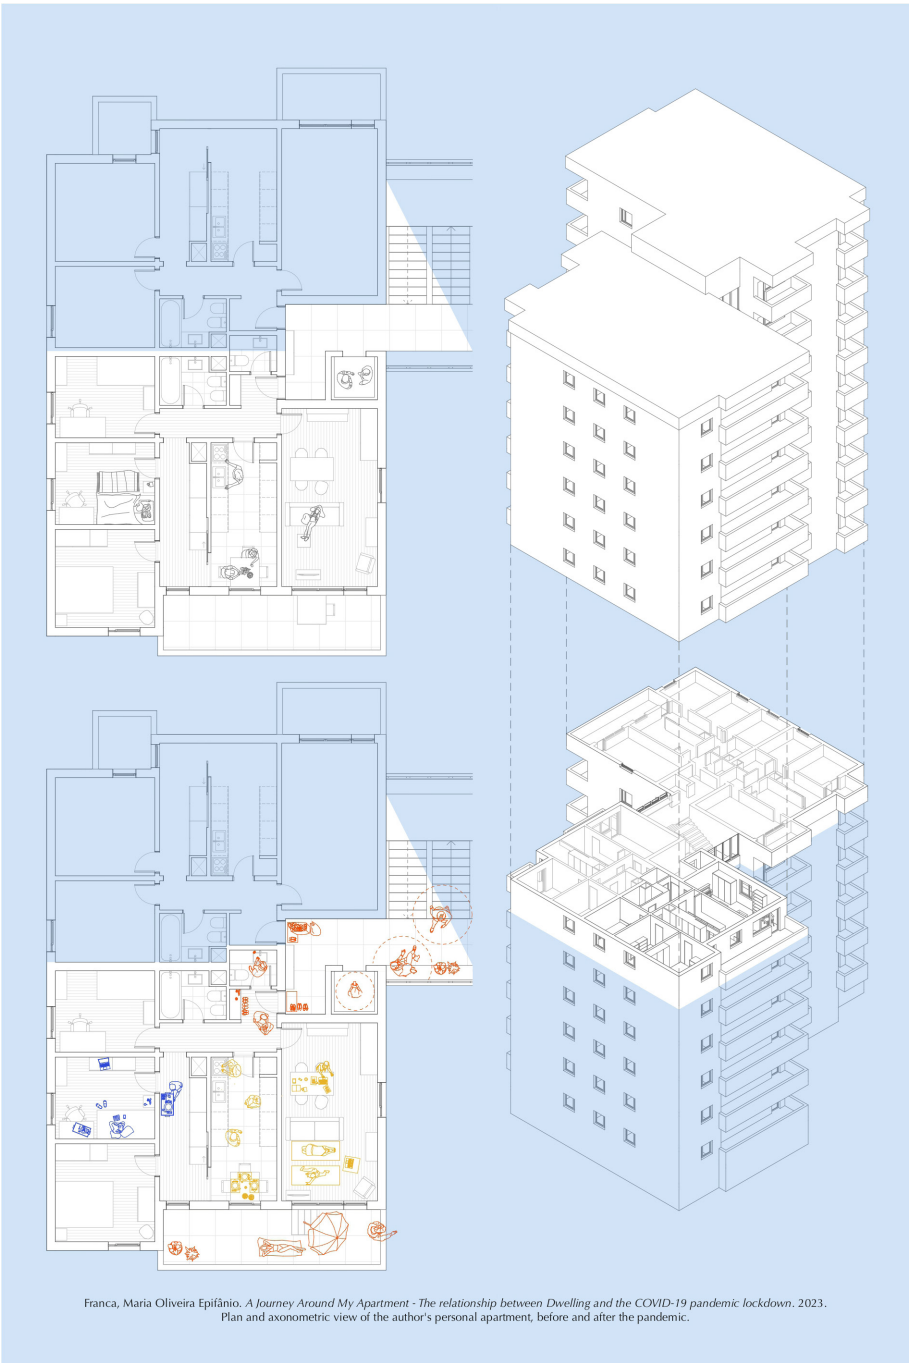 Franca, Maria Oliveira Epifânio. A Journey Around My Apartment - The relationship between Dwelling and the COVID-19 pandemic lockdown. 2023.
Plan and axonometric view of the author's personal apartment, before and after the pandemic.